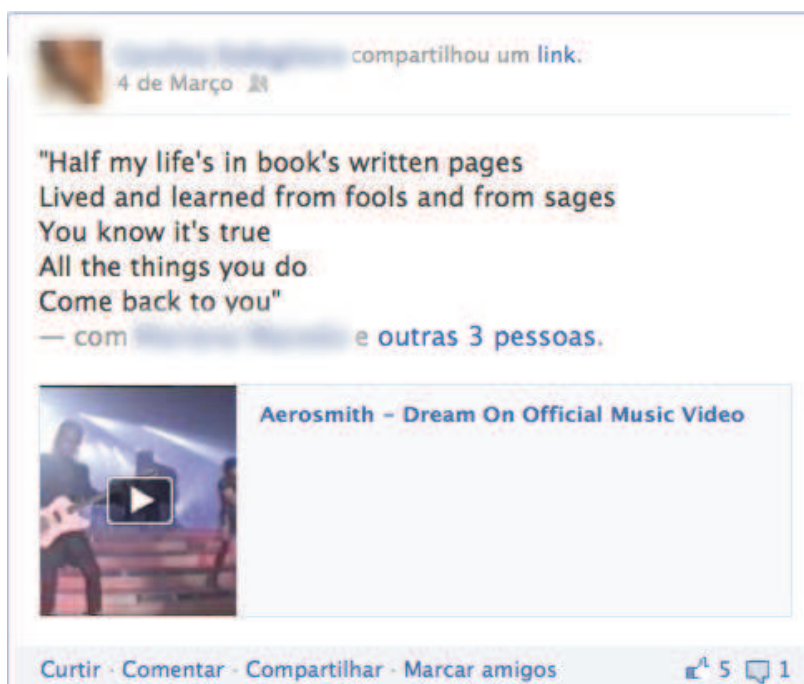 compartilhou um link.
4 de Março
"Half my life's in book's written pages
Lived and learned from fools and from sages
You know it's true
All the things you do
Come back to you"
— com e outras 3 pessoas.
Aerosmith – Dream On Official Music Video
Curtir · Comentar · Compartilhar · Marcar amigos 5 1